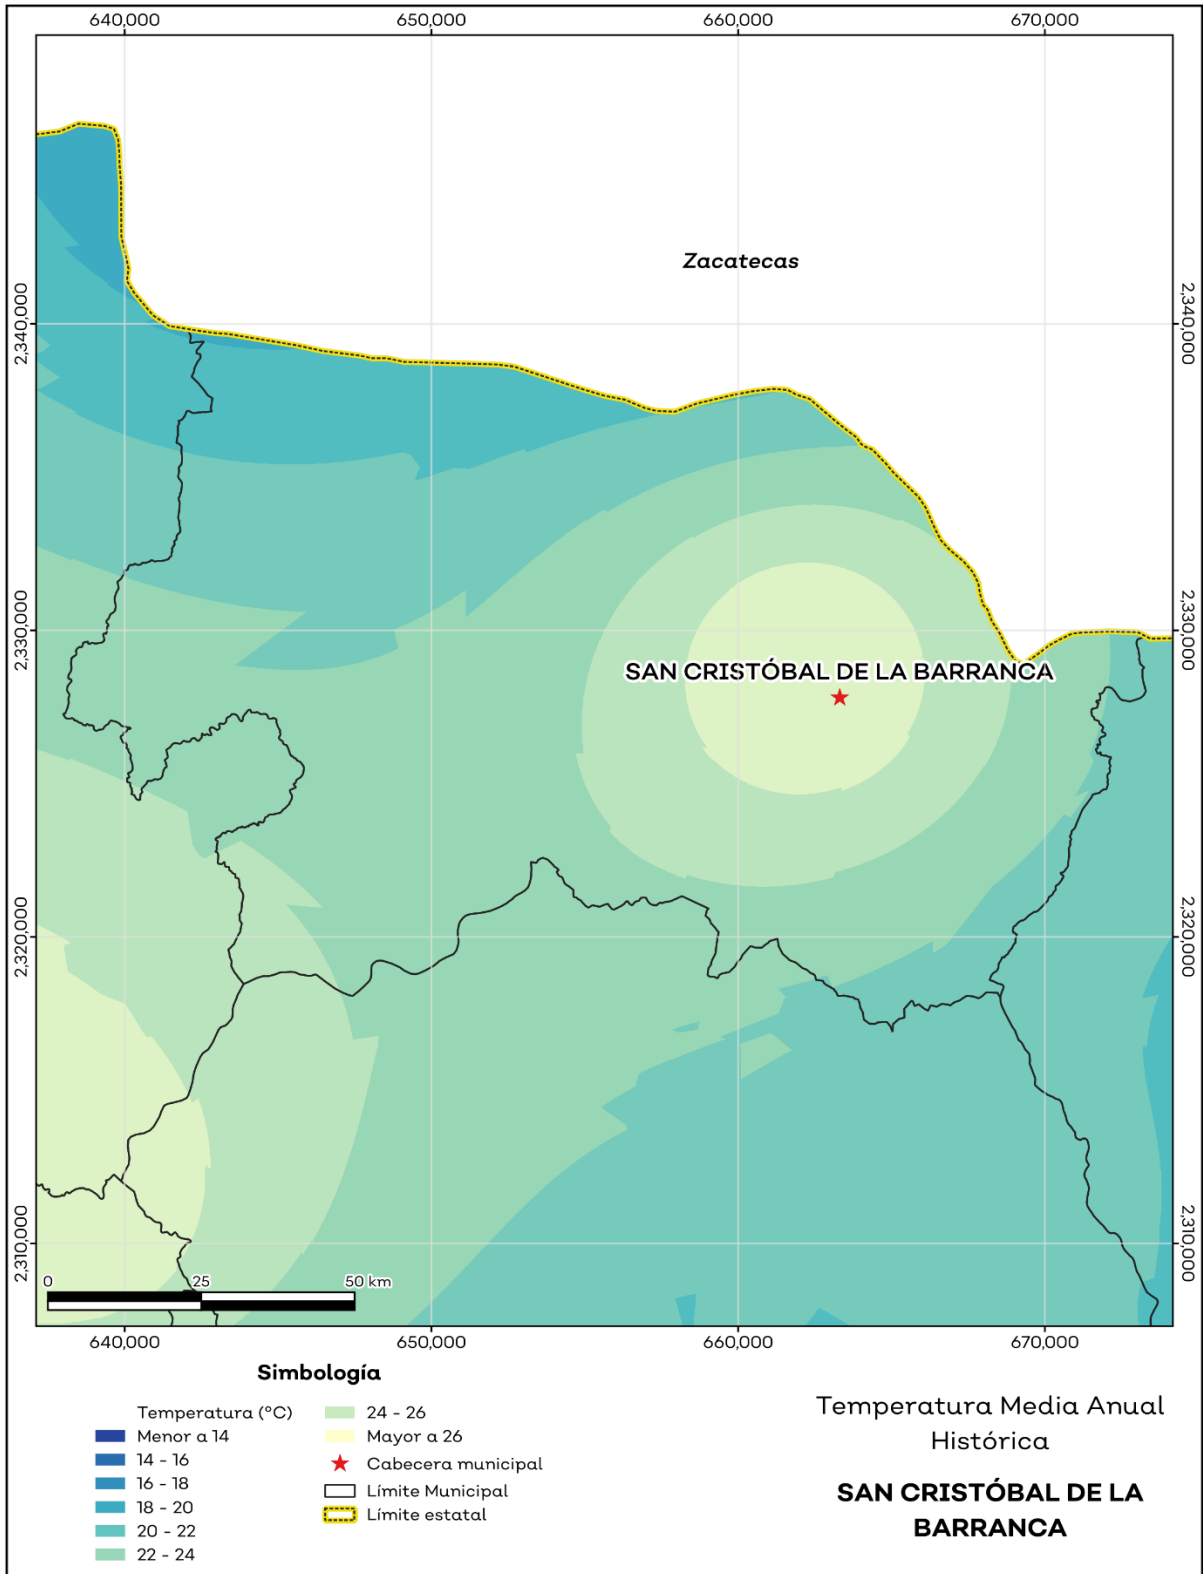 640,000
650,000
660,000
670,000
Zacatecas
2,340,000
2,340,000
2,330,000
2,330,000
SAN CRISTÓBAL DE LA BARRANCA
2,320,000
2,320,000
2,310,000
2,310,000
0
25
50 km
640,000
650,000
660,000
670,000
Simbología
Temperatura (°C)
Menor a 14
14 - 16
16 - 18
18 - 20
20 - 22
22 - 24
24 - 26
Mayor a 26
Cabecera municipal
Límite Municipal
Límite estatal
Temperatura Media Anual
Histórica
SAN CRISTÓBAL DE LA
BARRANCA